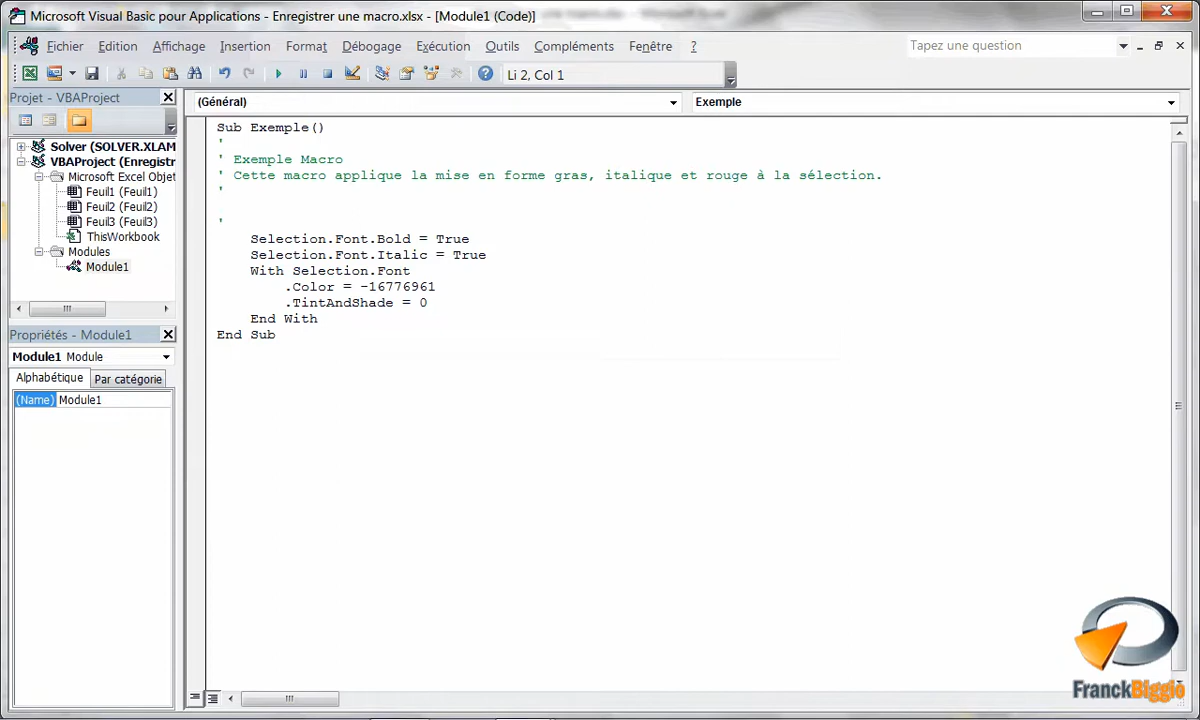 Microsoft Visual Basic pour Applications - Enregistrer une macro.xlsx - [Module1 (Code)]
Fichier Edition Affichage Insertion Format Débogage Exécution Outils Compléments Fenêtre ? Tapez une question
Li 2, Col 1
Projet - VBAProject
(Général) Exemple
Solver (SOLVER.XLAM
VBAProject (Enregistr
Microsoft Excel Objet
Feuil1 (Feuil1)
Feuil2 (Feuil2)
Feuil3 (Feuil3)
ThisWorkbook
Modules
Module1
Propriétés - Module1
Module1 Module
Alphabétique Par catégorie
(Name) Module1
Sub Exemple()
'
' Exemple Macro
' Cette macro applique la mise en forme gras, italique et rouge à la sélection.
'
'
Selection.Font.Bold = True
Selection.Font.Italic = True
With Selection.Font
.Color = -16776961
.TintAndShade = 0
End With
End Sub
FranckBiggio